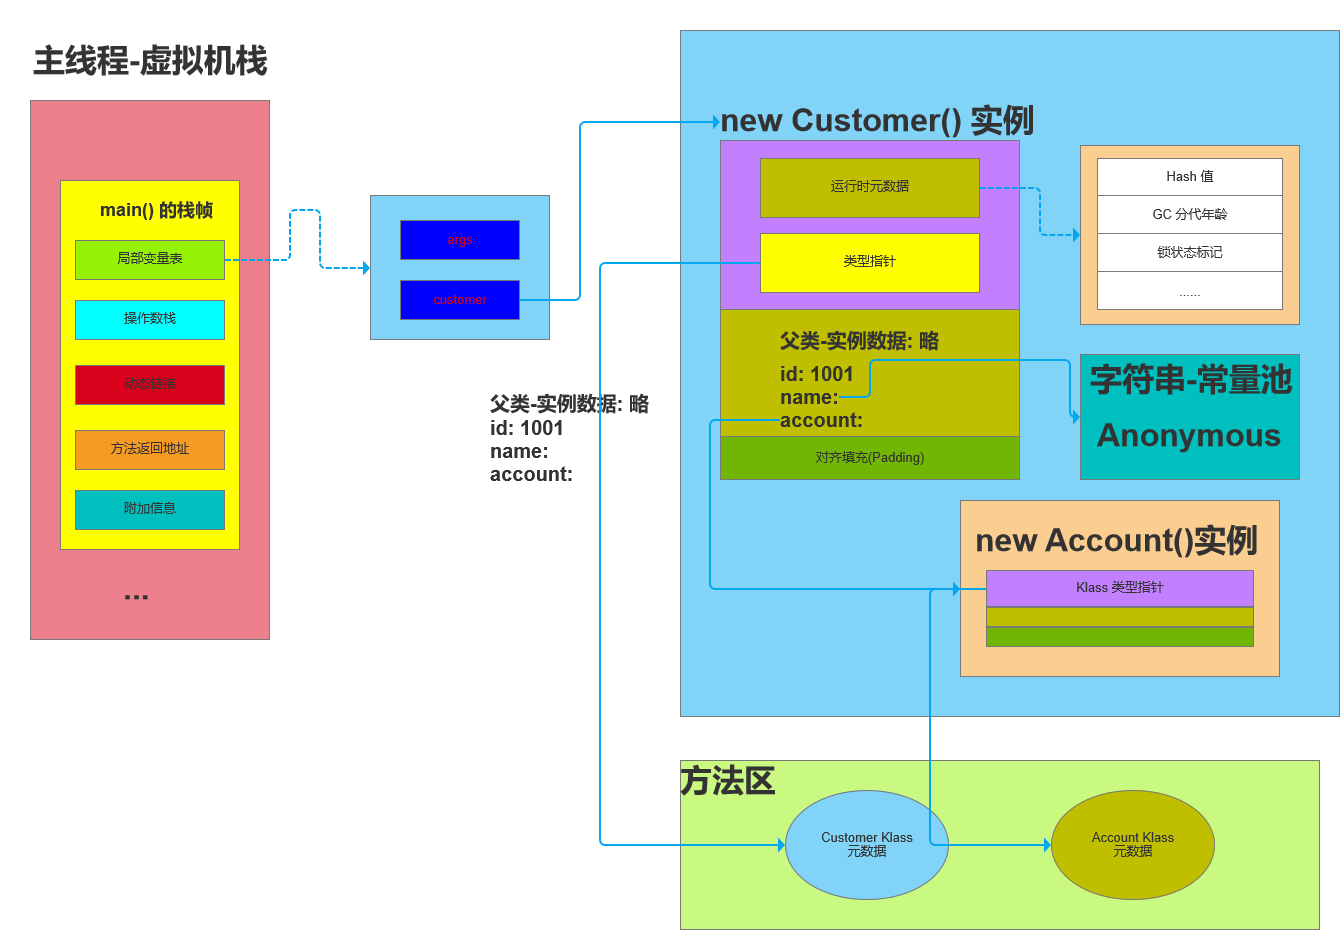 主线程-虚拟机栈
main() 的栈帧
局部变量表
操作数栈
动态链接
方法返回地址
附加信息
...
args
customer
父类-实例数据: 略
id: 1001
name:
account:
new Customer() 实例
运行时元数据
类型指针
父类-实例数据: 略
id: 1001
name:
account:
对齐填充(Padding)
Hash 值
GC 分代年龄
锁状态标记
......
字符串-常量池
Anonymous
new Account()实例
Klass 类型指针
方法区
Customer Klass
元数据
Account Klass
元数据